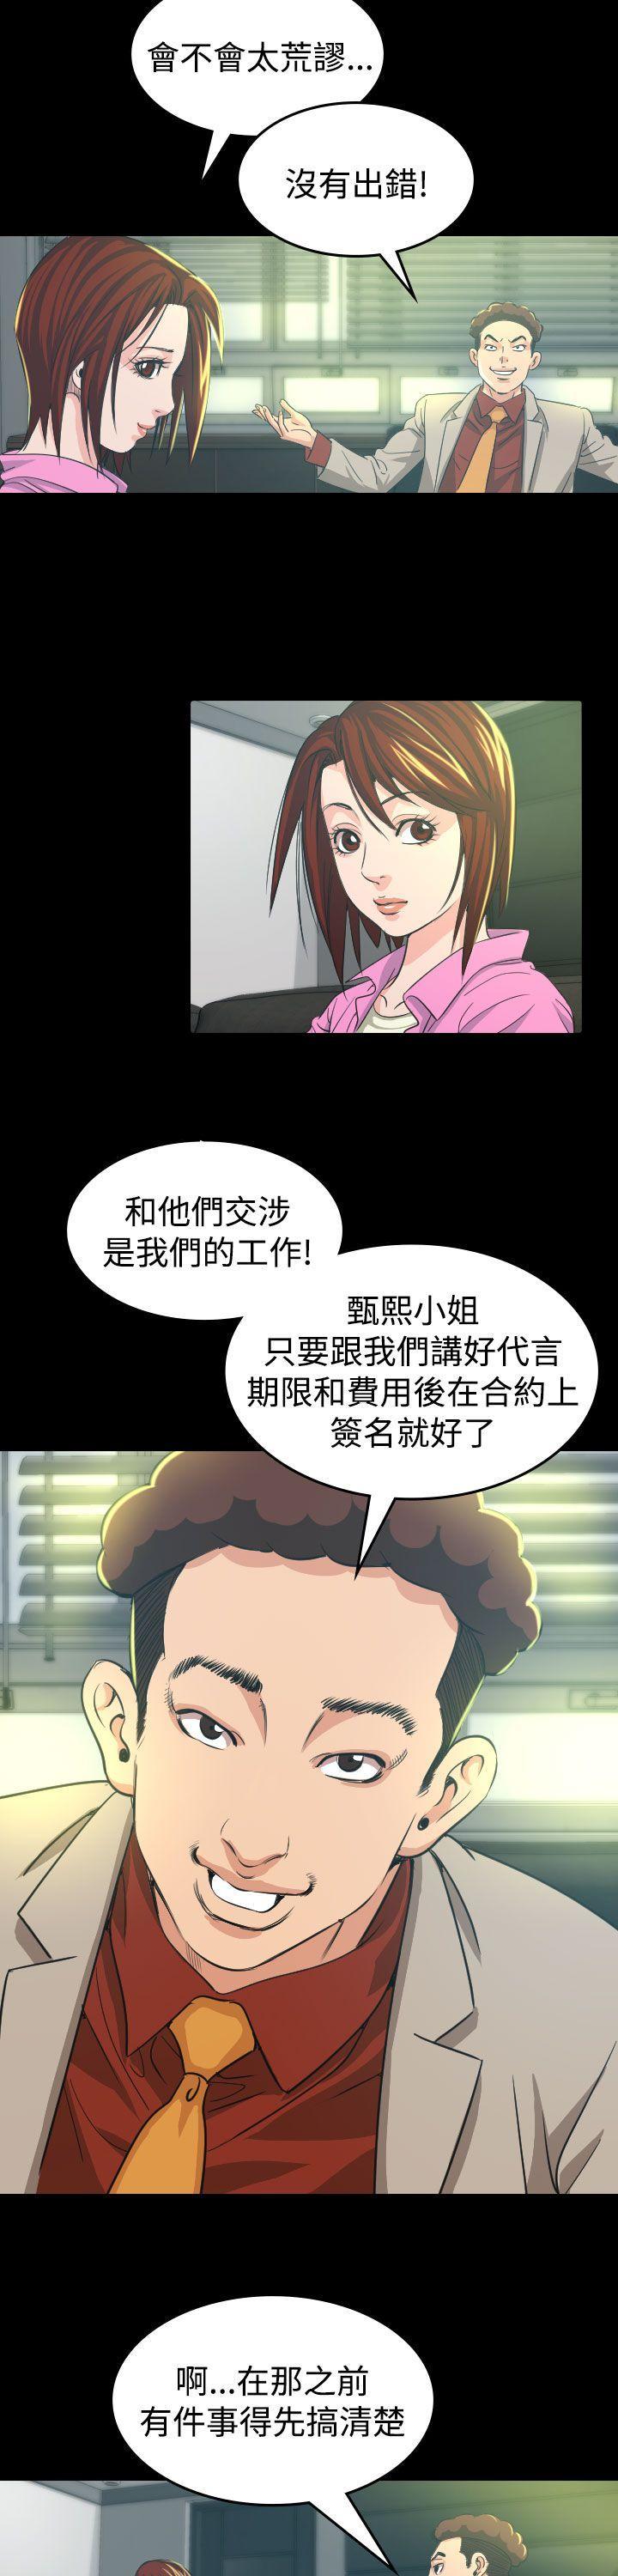 會不會太荒謬...
沒有出錯!
和他們交涉
是我們的工作!
甄熙小姐
只要跟我們講好代言
期限和費用後在合約上
簽名就好了
啊...在那之前
有件事得先搞清楚